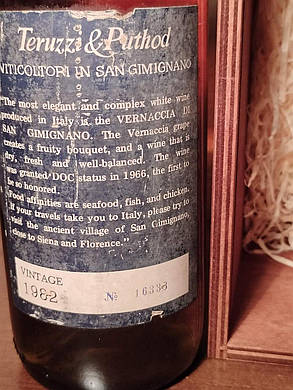 Teruzzi & Puthod
VITICOLTORI IN SAN GIMIGNANO
"The most elegant and complex white wine
produced in Italy is the VERNACCIA DI
SAN GIMIGNANO. The Vernaccia grape
creates a fruity bouquet, and a wine that is
dry, fresh and well-balanced. The wine
was granted DOC status in 1966, the first to
be so honored.
Food affinities are seafood, fish, and chicken.
If your travels take you to Italy, please try to
visit the ancient village of San Gimignano,
close to Siena and Florence."
VINTAGE
1982 Nº 16338